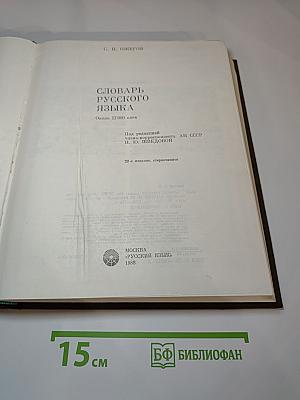 С. И. ОЖЕГОВ
СЛОВАРЬ
РУССКОГО
ЯЗЫКА
Около 57000 слов
Под редакцией
члена-корреспондента АН СССР
Н. Ю. ШВЕДОВОЙ
20-е издание, стереотипное
МОСКВА
«РУССКИЙ ЯЗЫК»
1988
15 см
БФ БИБЛИОФАН